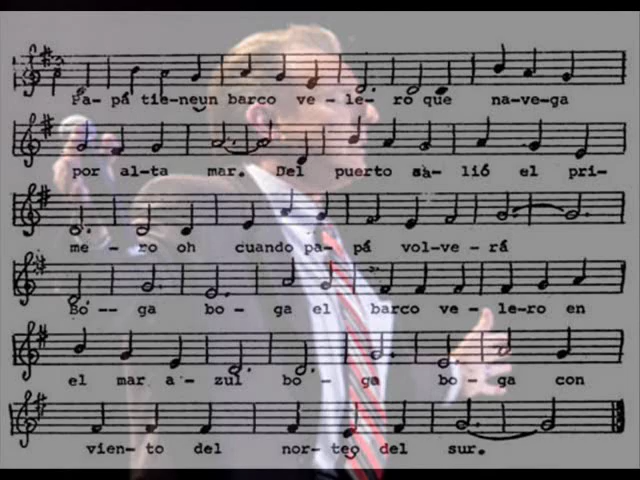 Pa-pá tie-neun barco ve-le-ro que na-ve-ga
por al-ta mar. Del puerto sa-lió el pri-
me-ro oh cuando pa-pá vol-ve-rá
Bo-ga bo-ga el barco ve-le-ro en
el mar a-zul bo-ga bo-ga con
vien-to del nor-teo del sur.